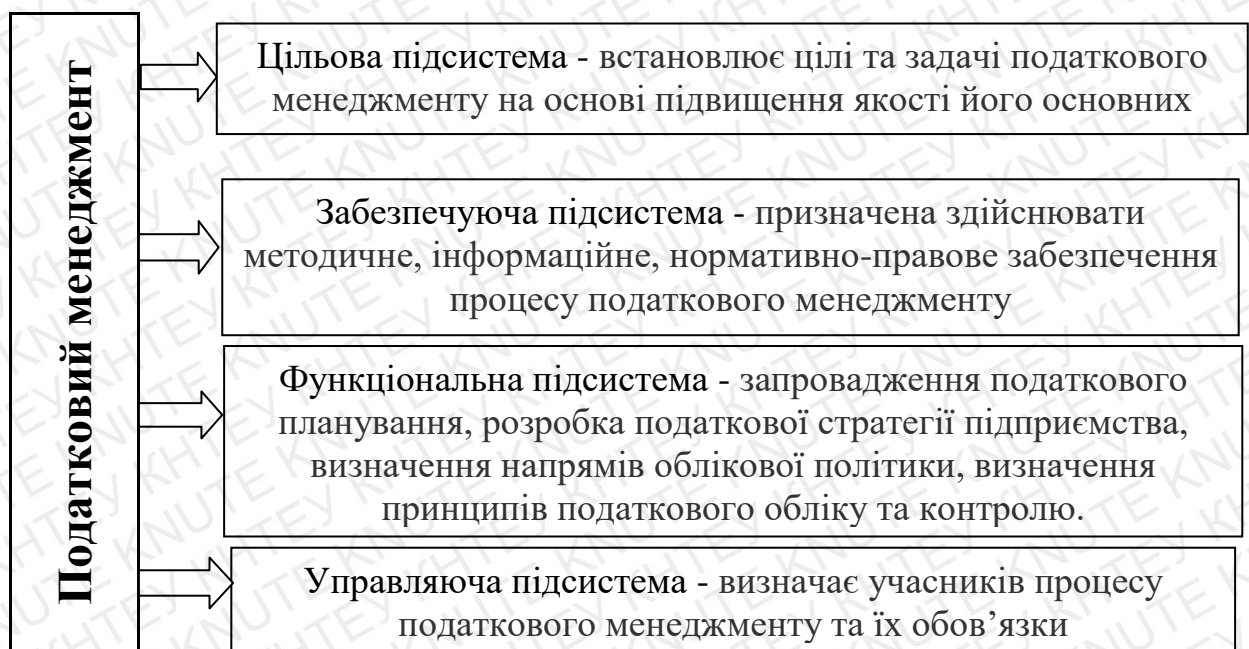 Податковий менеджмент
Цільова підсистема - встановлює цілі та задачі податкового
менеджменту на основі підвищення якості його основних
Забезпечуюча підсистема - призначена здійснювати
методичне, інформаційне, нормативно-правове забезпечення
процесу податкового менеджменту
Функціональна підсистема - запровадження податкового
планування, розробка податкової стратегії підприємства,
визначення напрямів облікової політики, визначення
принципів податкового обліку та контролю.
Управляюча підсистема - визначає учасників процесу
податкового менеджменту та їх обов’язки